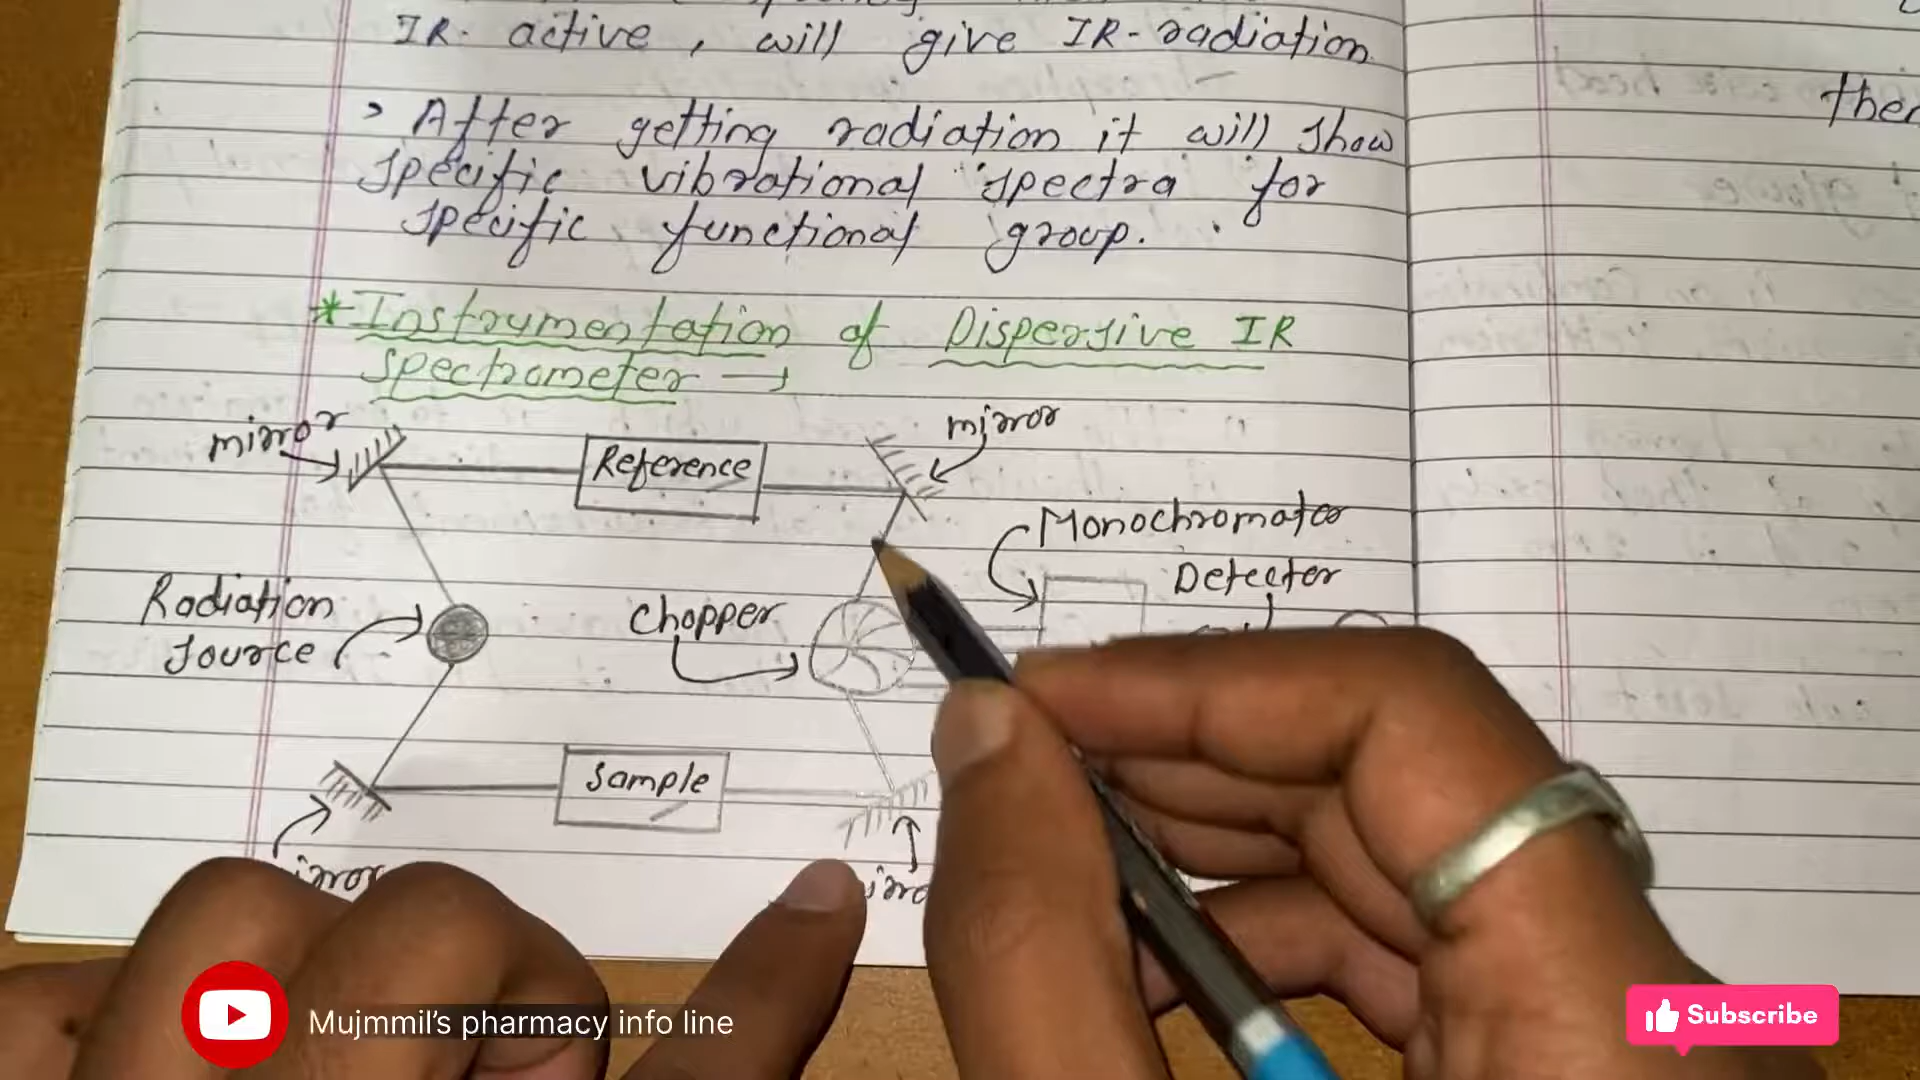 IR. active, will give IR-radiation
> After getting radiation it will show
specific vibrational spectra for
specific functional group.
* Instrumentation of Dispersive IR
spectrometer →
mirror
Reference
mirror
Monochromator
Detector
Radiation
source
Chopper
Sample
then
Mujmmil's pharmacy info line
Subscribe